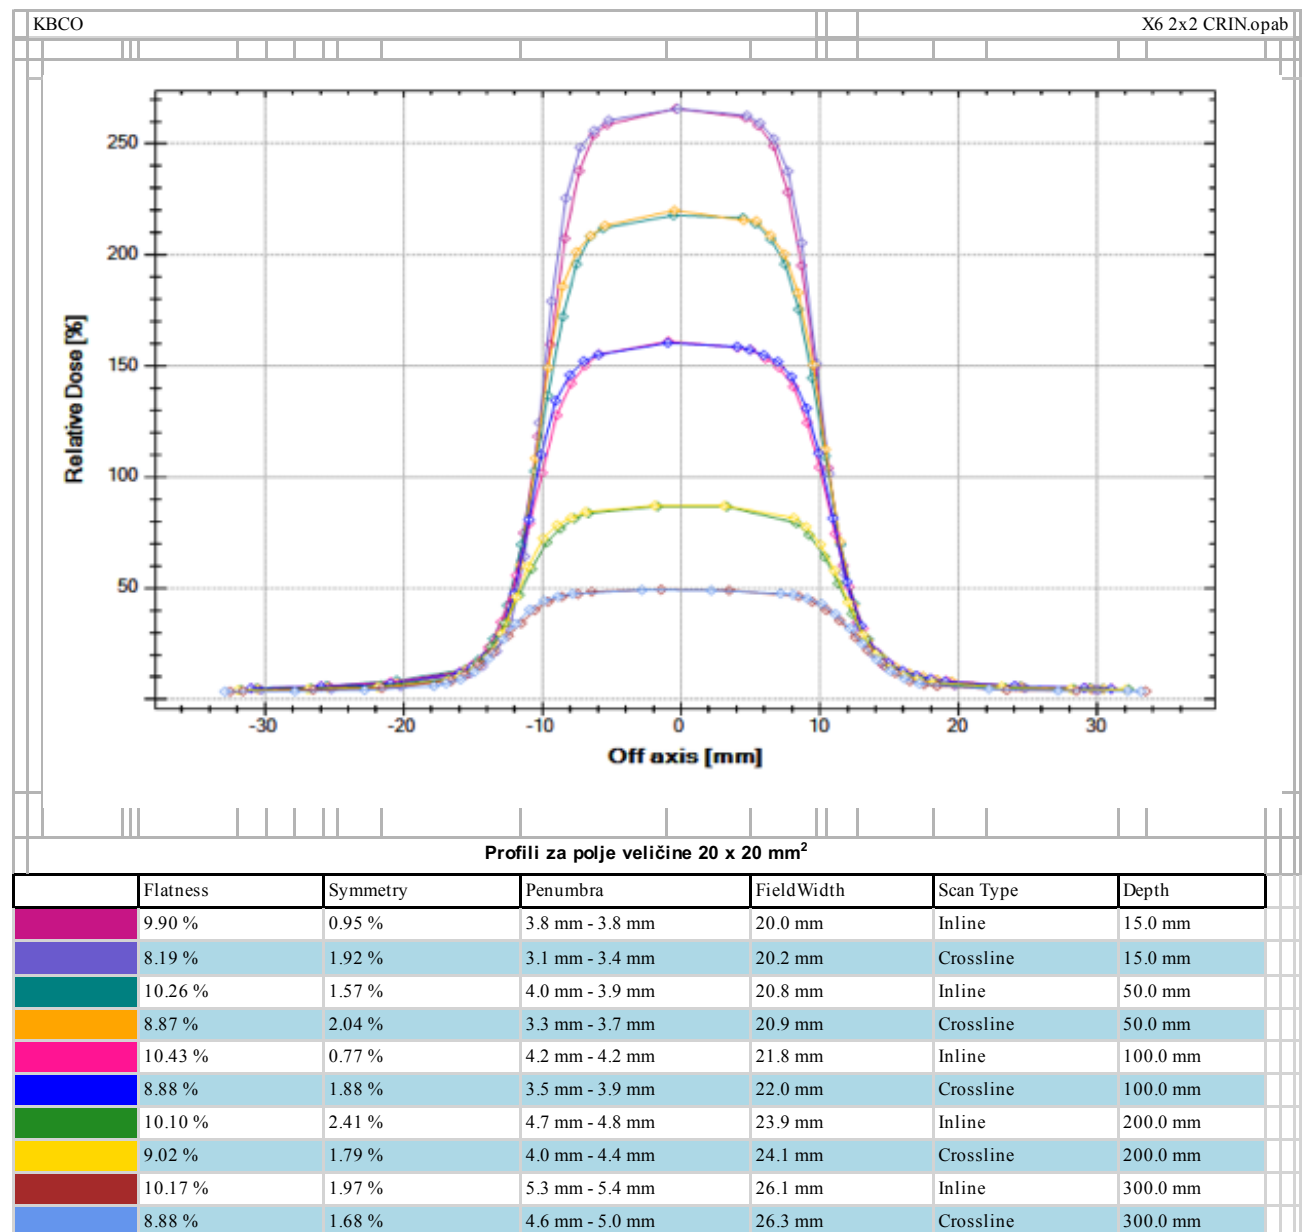 KBCO X6 2x2 CRIN.opab
250
200
150
100
50
Relative Dose [%]
-30 -20 -10 0 10 20 30
Off axis [mm]
Profili za polje veličine 20 x 20 mm²
Flatness Symmetry Penumbra FieldWidth Scan Type Depth
9.90 % 0.95 % 3.8 mm - 3.8 mm 20.0 mm Inline 15.0 mm
8.19 % 1.92 % 3.1 mm - 3.4 mm 20.2 mm Crossline 15.0 mm
10.26 % 1.57 % 4.0 mm - 3.9 mm 20.8 mm Inline 50.0 mm
8.87 % 2.04 % 3.3 mm - 3.7 mm 20.9 mm Crossline 50.0 mm
10.43 % 0.77 % 4.2 mm - 4.2 mm 21.8 mm Inline 100.0 mm
8.88 % 1.88 % 3.5 mm - 3.9 mm 22.0 mm Crossline 100.0 mm
10.10 % 2.41 % 4.7 mm - 4.8 mm 23.9 mm Inline 200.0 mm
9.02 % 1.79 % 4.0 mm - 4.4 mm 24.1 mm Crossline 200.0 mm
10.17 % 1.97 % 5.3 mm - 5.4 mm 26.1 mm Inline 300.0 mm
8.88 % 1.68 % 4.6 mm - 5.0 mm 26.3 mm Crossline 300.0 mm